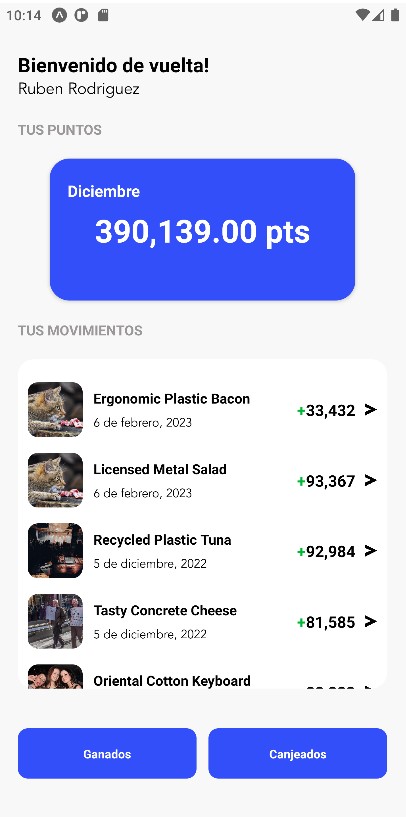 10:14
Bienvenido de vuelta!
Ruben Rodriguez
TUS PUNTOS
Diciembre
390,139.00 pts
TUS MOVIMIENTOS
Ergonomic Plastic Bacon
6 de febrero, 2023
+33,432 >
Licensed Metal Salad
6 de febrero, 2023
+93,367 >
Recycled Plastic Tuna
5 de diciembre, 2022
+92,984 >
Tasty Concrete Cheese
5 de diciembre, 2022
+81,585 >
Oriental Cotton Keyboard
Ganados
Canjeados